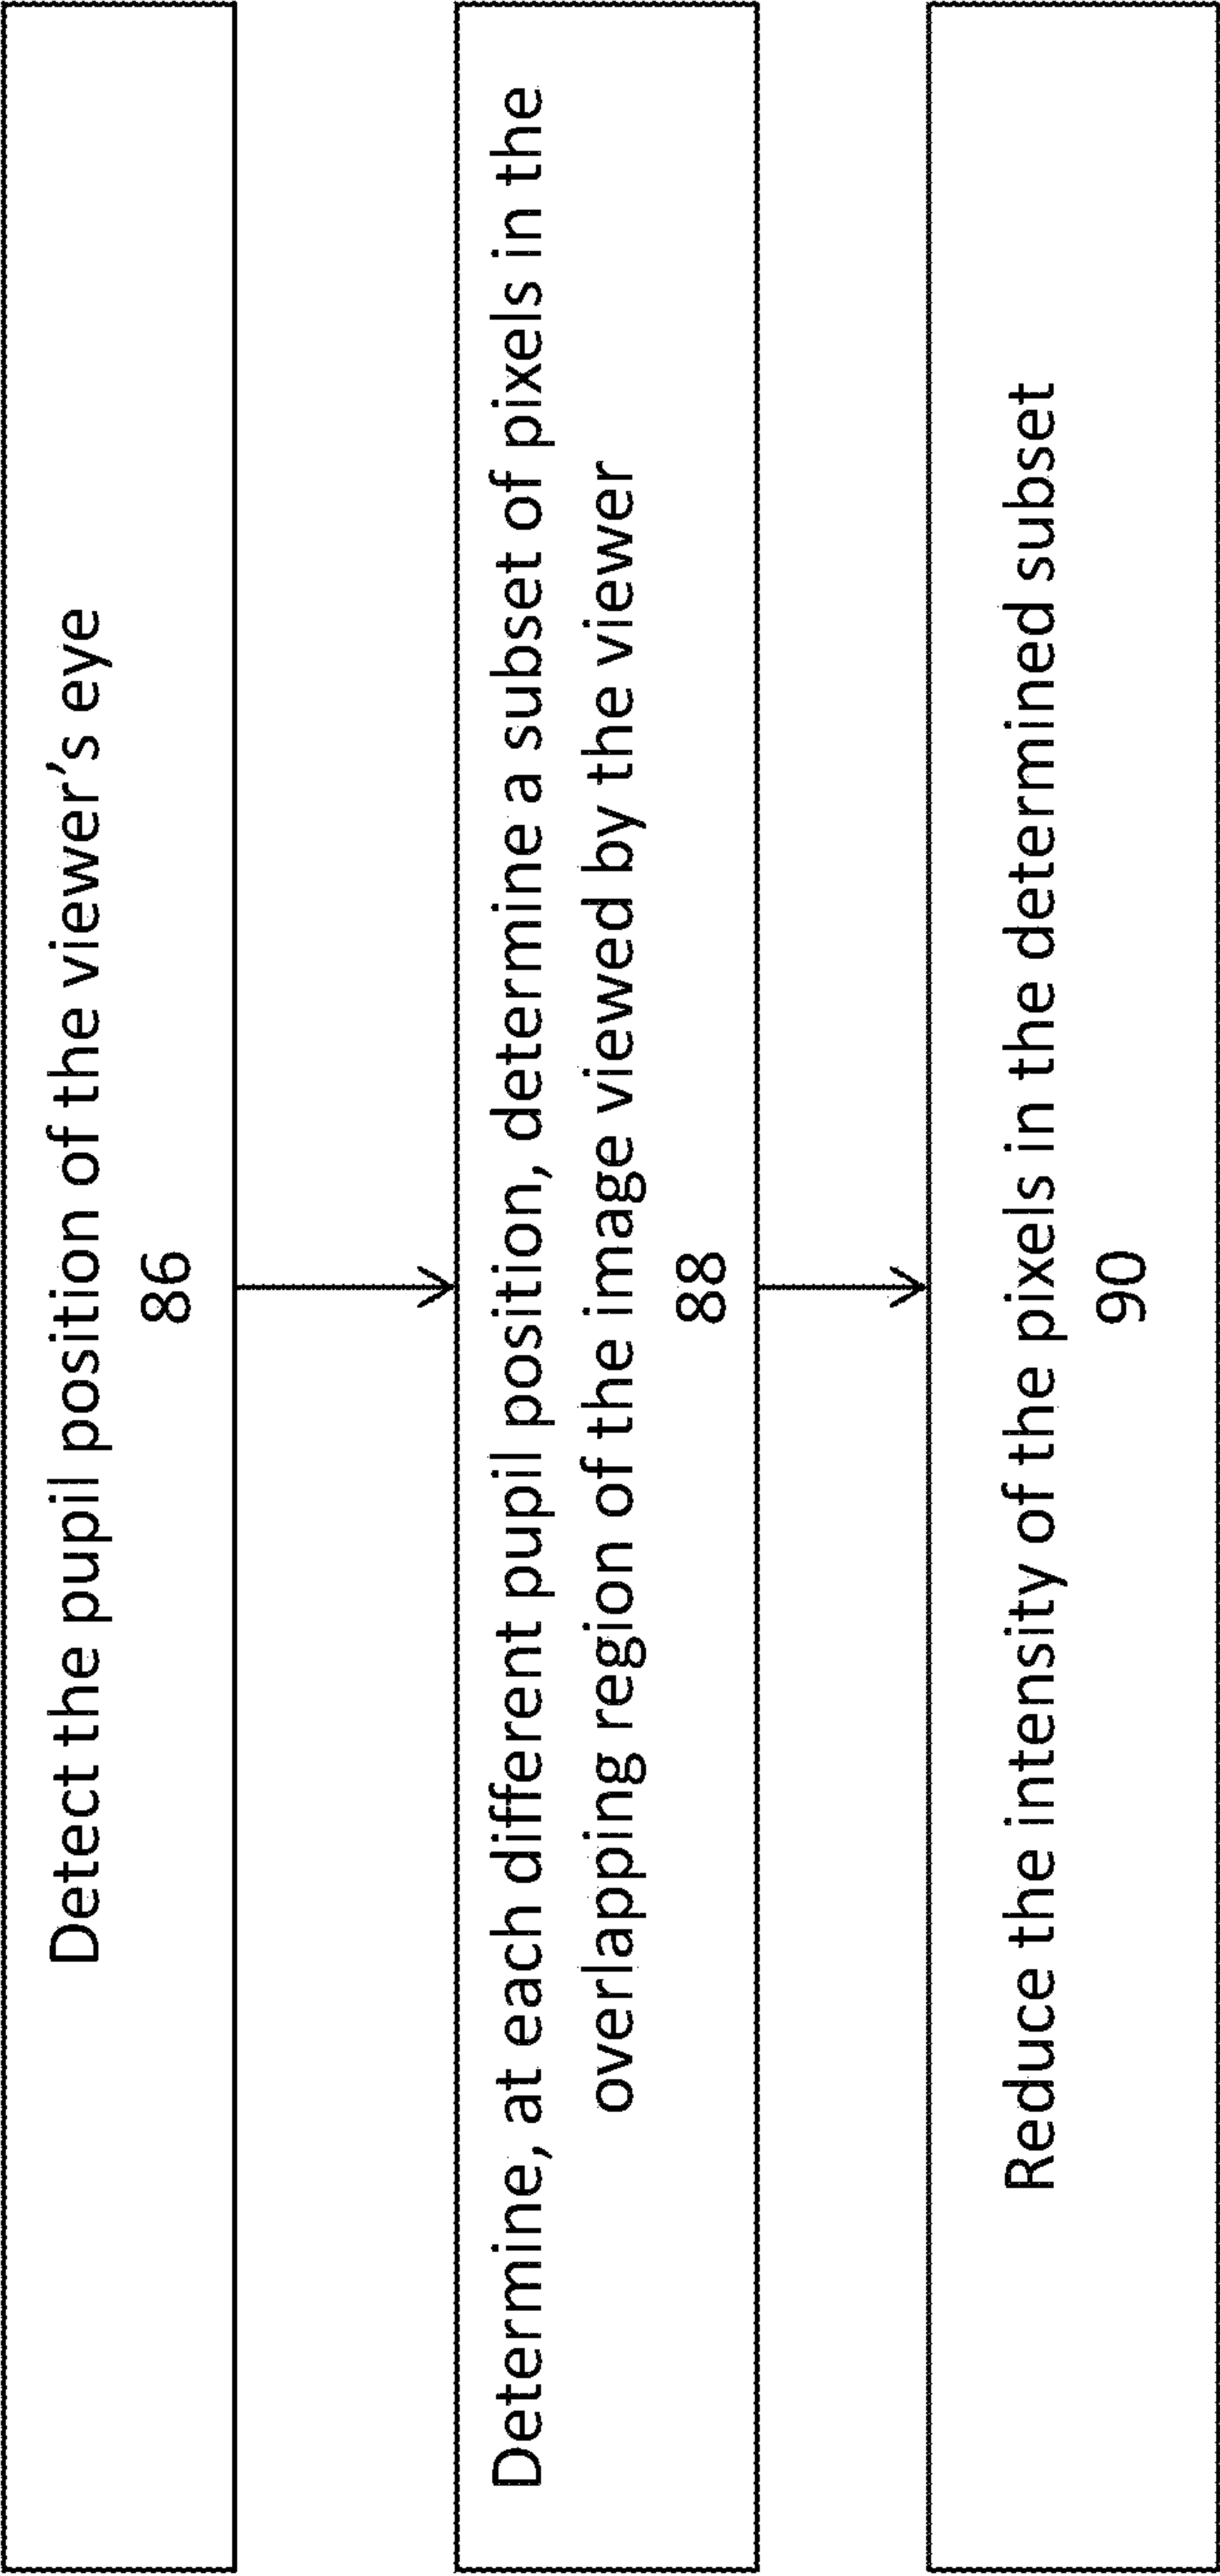 Detect the pupil position of the viewer’s eye
86
Determine, at each different pupil position, determine a subset of pixels in the
overlapping region of the image viewed by the viewer
88
Reduce the intensity of the pixels in the determined subset
90